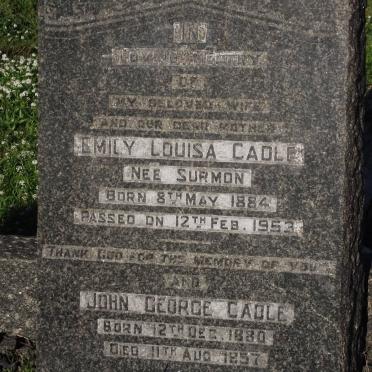 IN
LOVING MEMORY
OF
MY BELOVED WIFE
AND OUR DEAR MOTHER
EMILY LOUISA CADLE
NEE SURMON
BORN 8TH MAY 1884
PASSED ON 12TH FEB. 1953
THANK GOD FOR THE MEMORY OF YOU
AND
JOHN GEORGE CADLE
BORN 12TH DEC. 1880
DIED 11TH AUG 1957